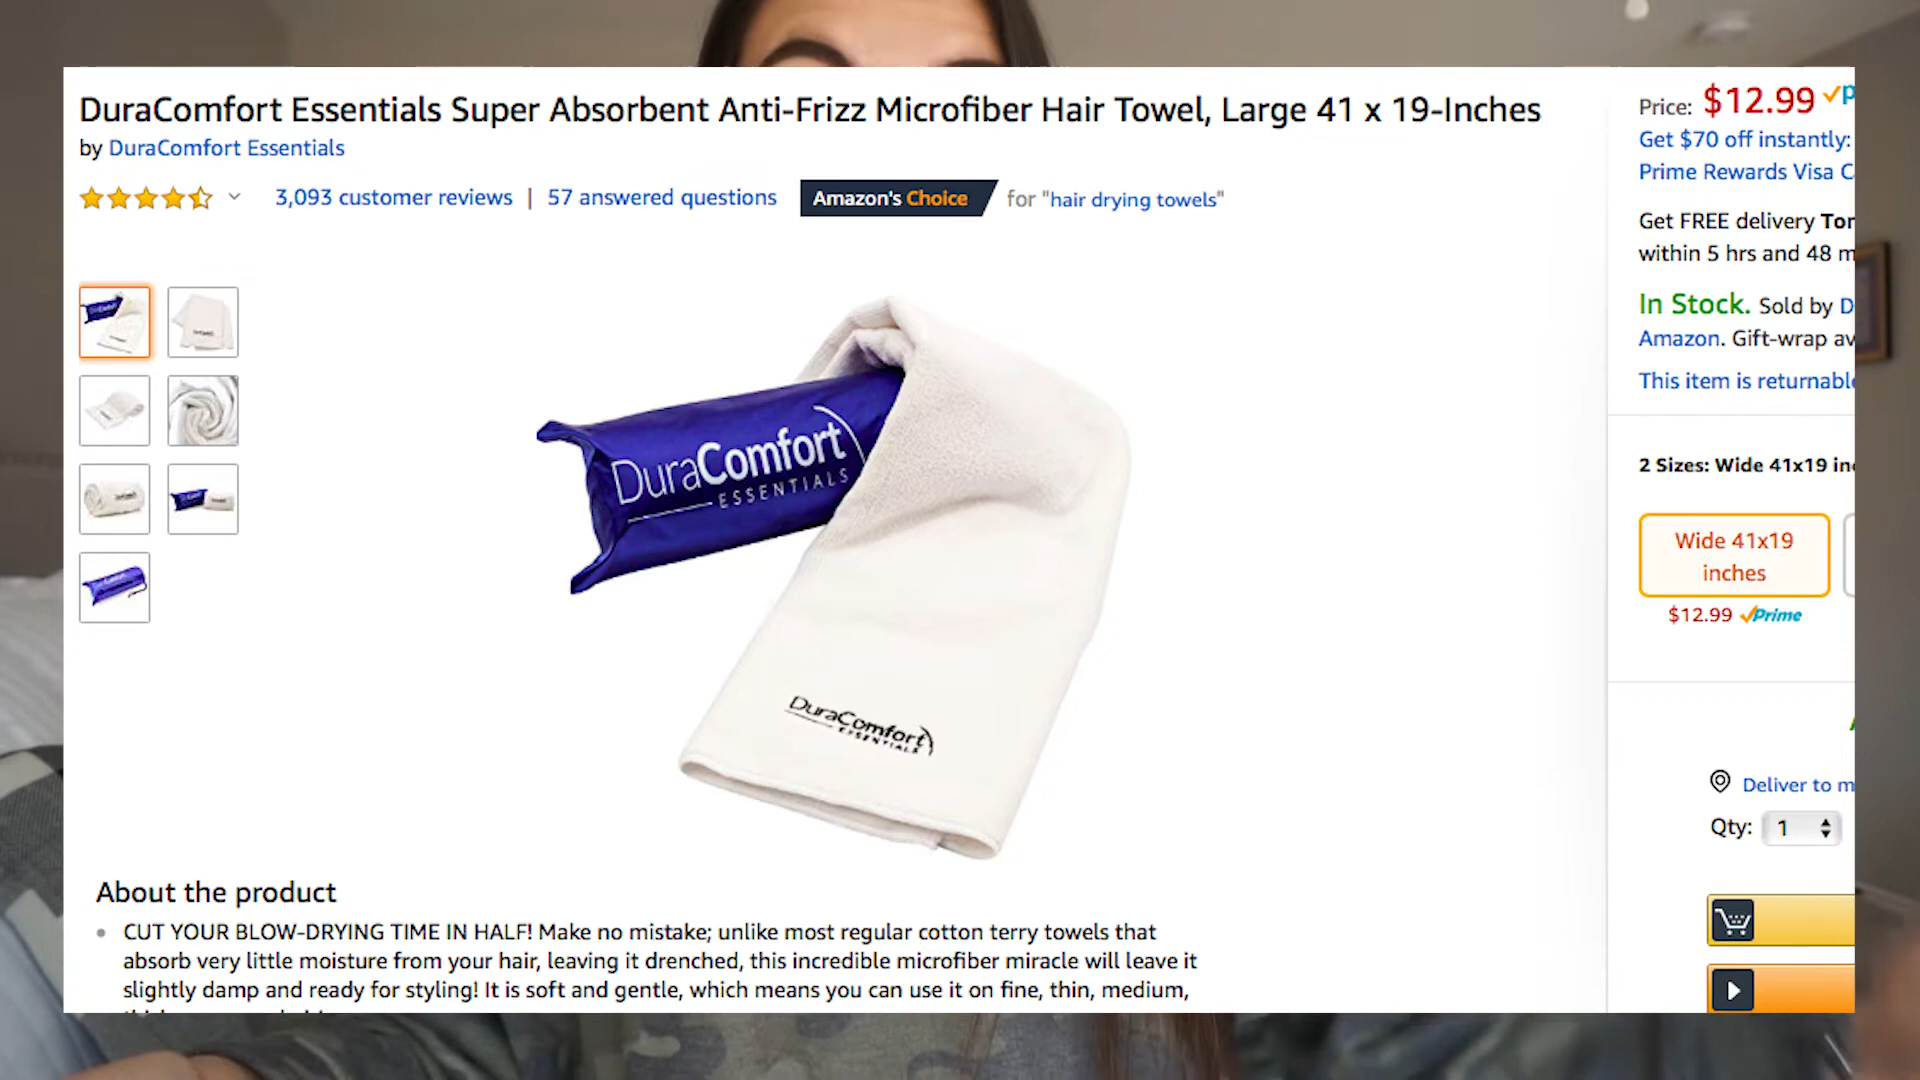 DuraComfort Essentials Super Absorbent Anti-Frizz Microfiber Hair Towel, Large 41 x 19-Inches
by DuraComfort Essentials
3,093 customer reviews | 57 answered questions Amazon's Choice for "hair drying towels"
DuraComfort
ESSENTIALS
DuraComfort
ESSENTIALS
About the product
CUT YOUR BLOW-DRYING TIME IN HALF! Make no mistake; unlike most regular cotton terry towels that
absorb very little moisture from your hair, leaving it drenched, this incredible microfiber miracle will leave it
slightly damp and ready for styling! It is soft and gentle, which means you can use it on fine, thin, medium,
Price: $12.99
Get $70 off instantly:
Prime Rewards Visa C
Get FREE delivery Tor
within 5 hrs and 48 m
In Stock. Sold by D
Amazon. Gift-wrap av
This item is returnabl
2 Sizes: Wide 41x19 in
Wide 41x19
inches
$12.99 Prime
Deliver to m
Qty: 1